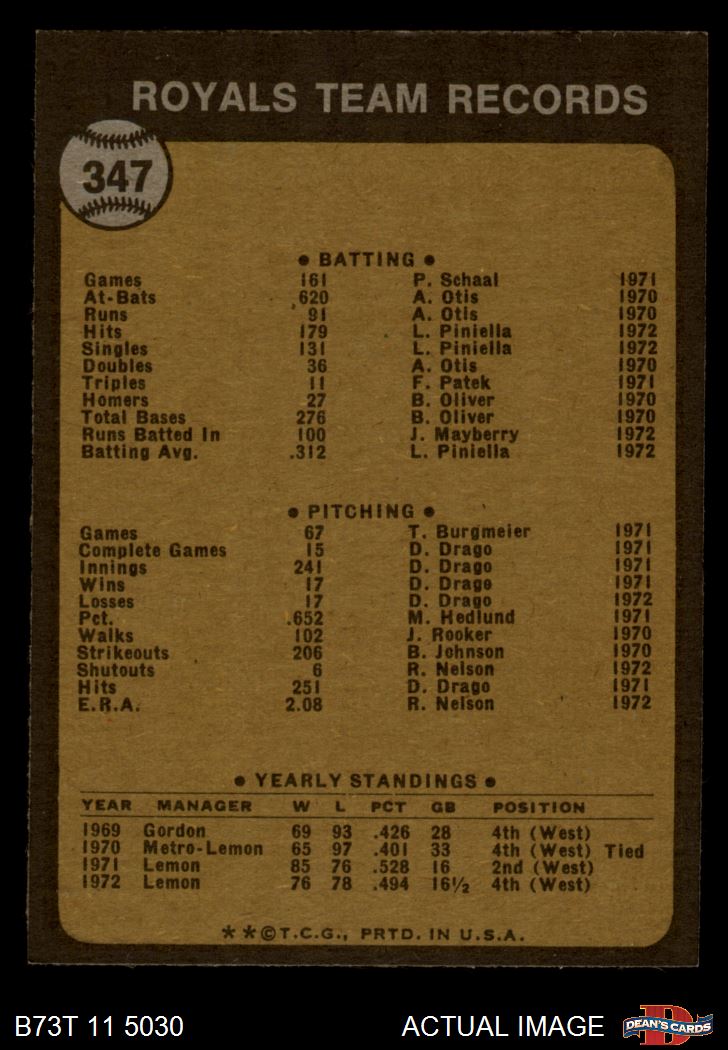 ROYALS TEAM RECORDS
347
• BATTING •
Games 161 P. Schaal 1971
At-Bats 620 A. Otis 1970
Runs 91 A. Otis 1970
Hits 179 L. Piniella 1972
Singles 131 L. Piniella 1972
Doubles 36 A. Otis 1970
Triples 11 F. Patek 1971
Homers 27 B. Oliver 1970
Total Bases 276 B. Oliver 1970
Runs Batted In 100 J. Mayberry 1972
Batting Avg. .312 L. Piniella 1972
• PITCHING •
Games 67 T. Burgmeier 1971
Complete Games 15 D. Drago 1971
Innings 241 D. Drago 1971
Wins 17 D. Drago 1971
Losses 17 D. Drago 1972
Pct. .652 M. Hedlund 1971
Walks 102 J. Rooker 1970
Strikeouts 206 B. Johnson 1970
Shutouts 6 R. Nelson 1972
Hits 251 D. Drago 1971
E.R.A. 2.08 R. Nelson 1972
• YEARLY STANDINGS •
YEAR MANAGER W L PCT GB POSITION
1969 Gordon 69 93 .426 28 4th (West)
1970 Metro-Lemon 65 97 .401 33 4th (West) Tied
1971 Lemon 85 76 .528 16 2nd (West)
1972 Lemon 76 78 .494 16½ 4th (West)
* * © T.C.G., PRTD. IN U.S.A.
B73T 11 5030 ACTUAL IMAGE D DEAN'S CARDS